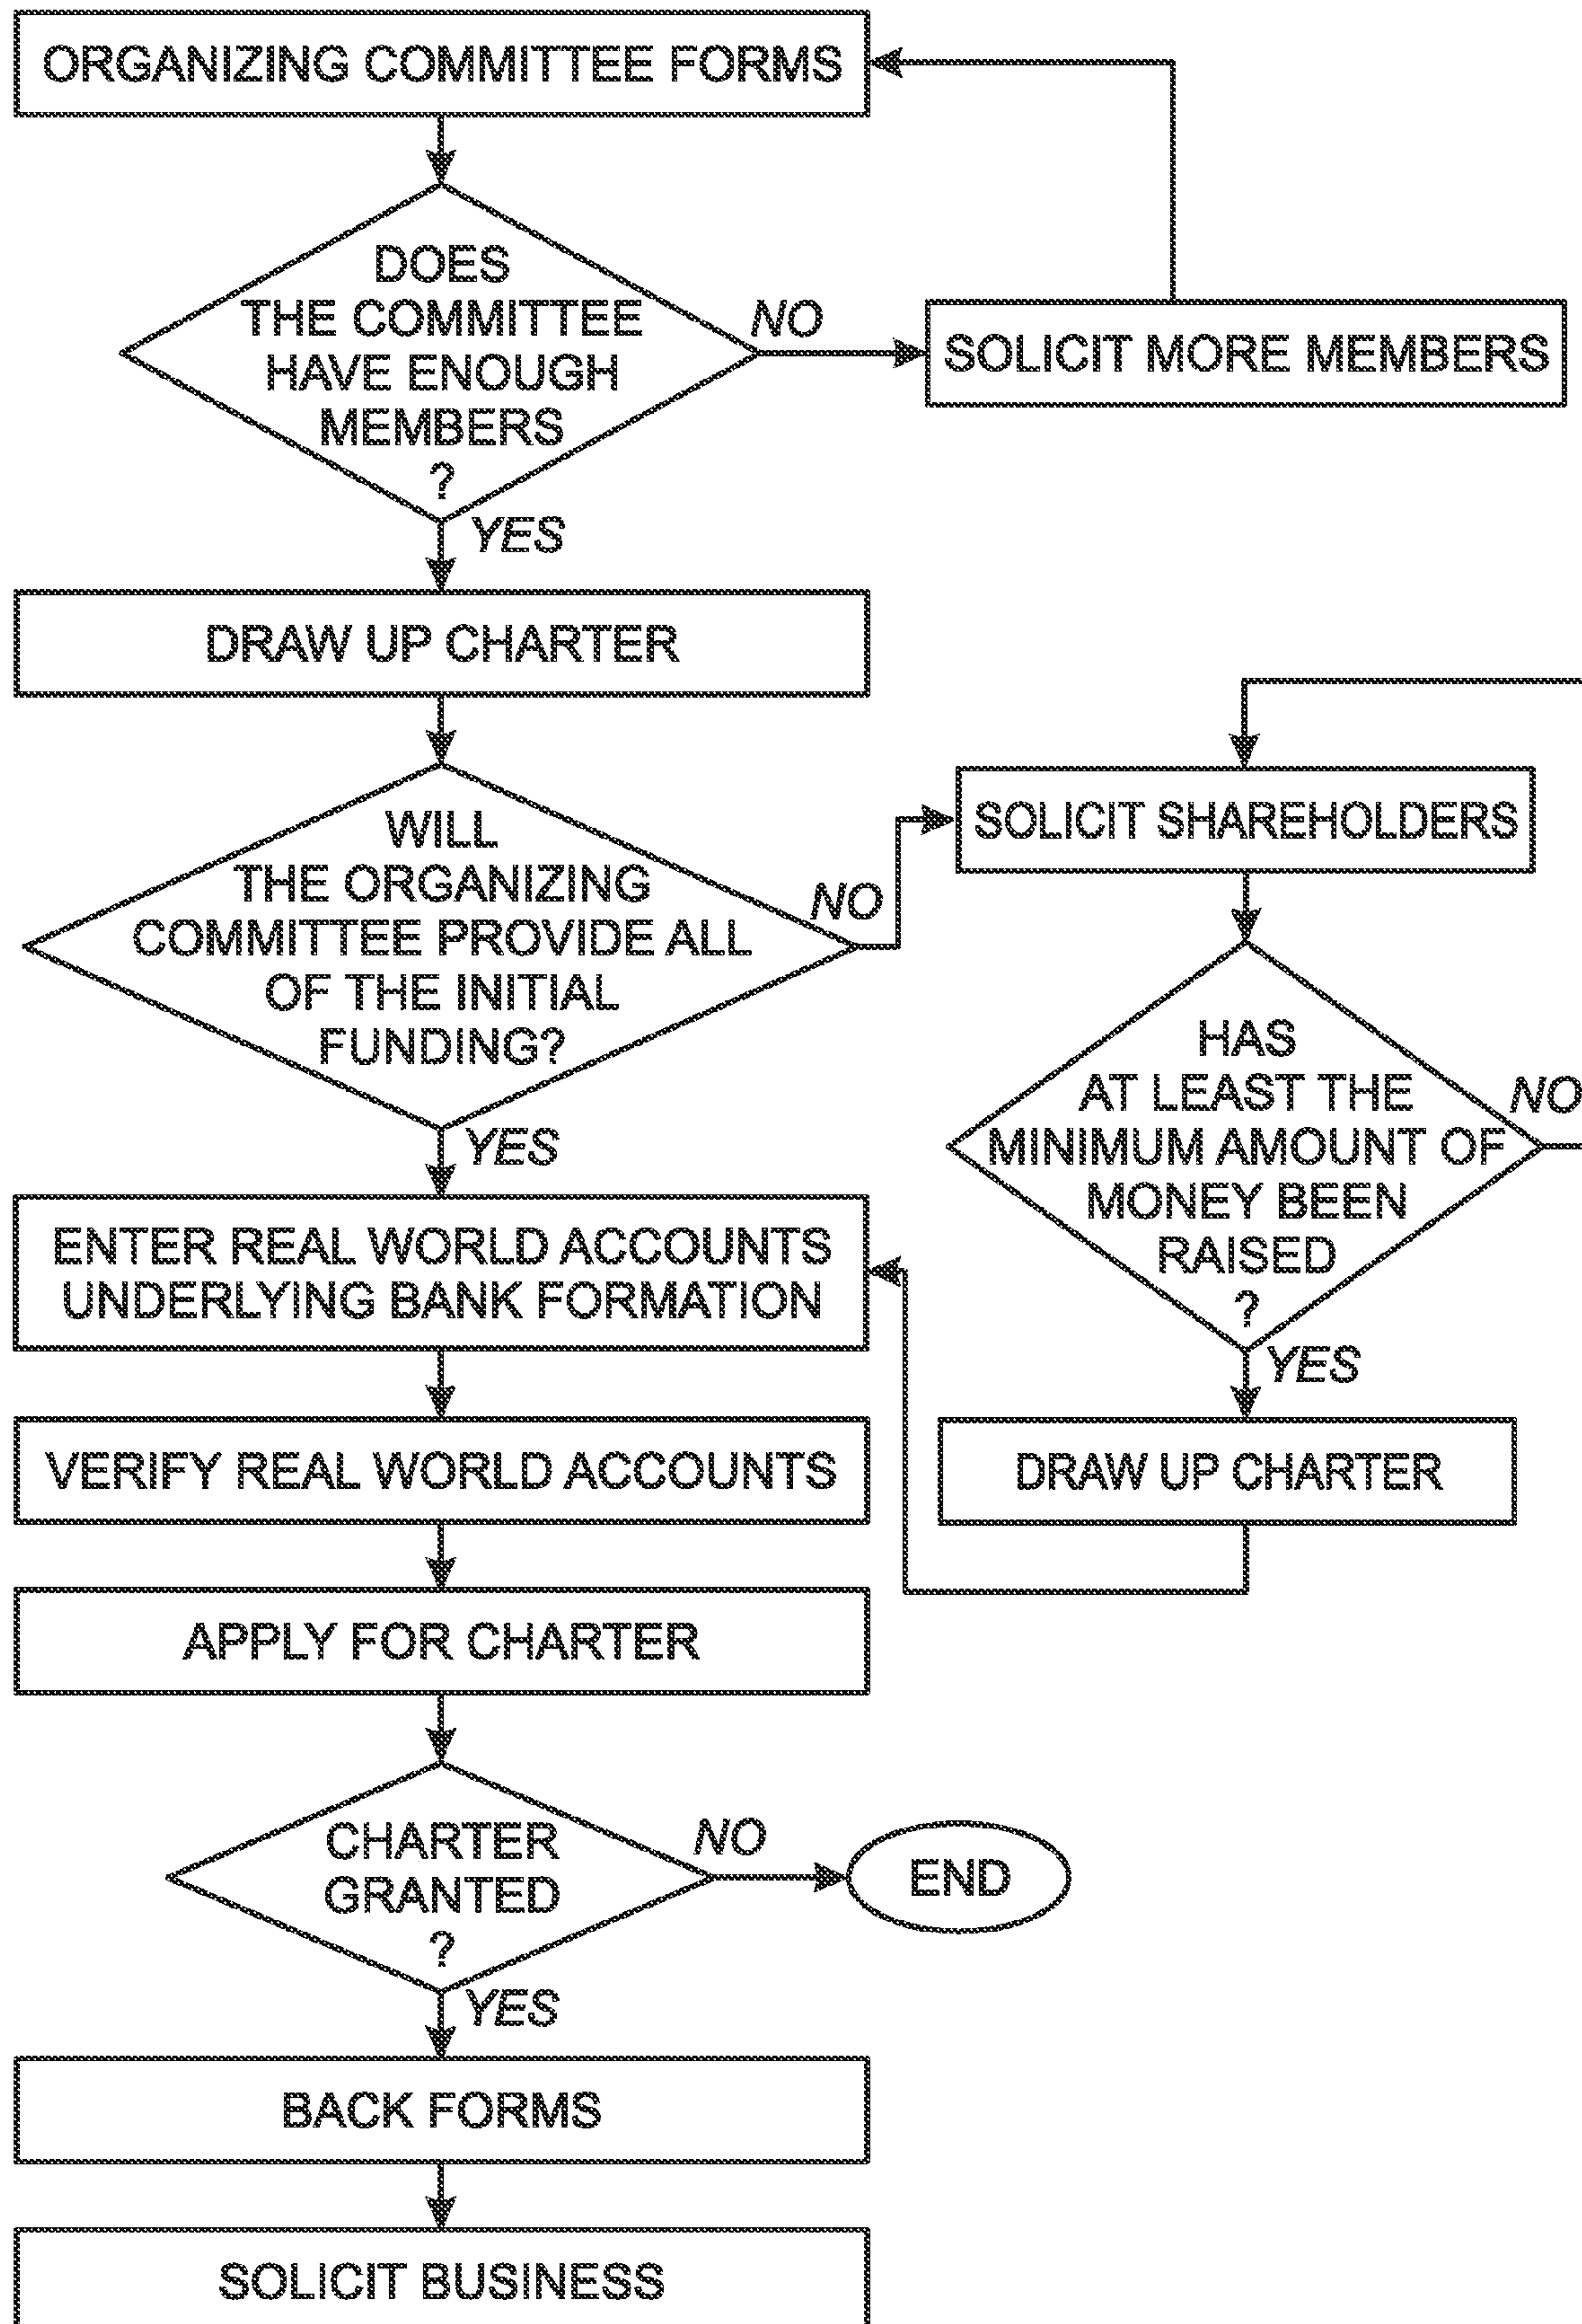 ORGANIZING COMMITTEE FORMS
DOES
THE COMMITTEE
HAVE ENOUGH
MEMBERS
?
NO
SOLICIT MORE MEMBERS
YES
DRAW UP CHARTER
WILL
THE ORGANIZING
COMMITTEE PROVIDE ALL
OF THE INITIAL
FUNDING?
NO
SOLICIT SHAREHOLDERS
HAS
AT LEAST THE
MINIMUM AMOUNT OF
MONEY BEEN
RAISED
?
NO
YES
DRAW UP CHARTER
YES
ENTER REAL WORLD ACCOUNTS
UNDERLYING BANK FORMATION
VERIFY REAL WORLD ACCOUNTS
APPLY FOR CHARTER
CHARTER
GRANTED
?
NO
END
YES
BACK FORMS
SOLICIT BUSINESS